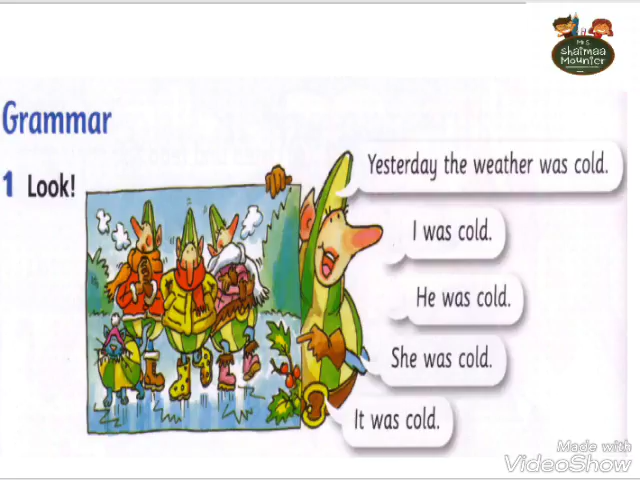 Mrs
Shaimaa
Mounier
Grammar
1 Look!
Yesterday the weather was cold.
I was cold.
He was cold.
She was cold.
It was cold.
Made with
VideoShow